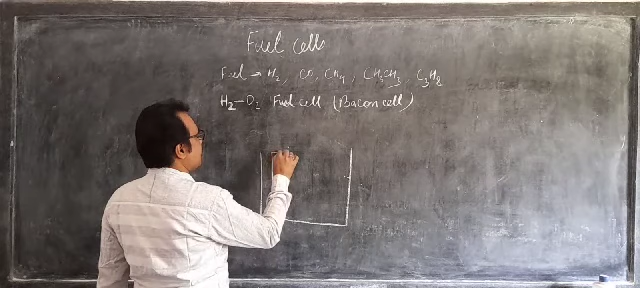 Fuel cells
Fuel → H₂, CO, CH₄, CH₃CH₃, C₃H₈
H₂-O₂ Fuel cell (Bacon cell)